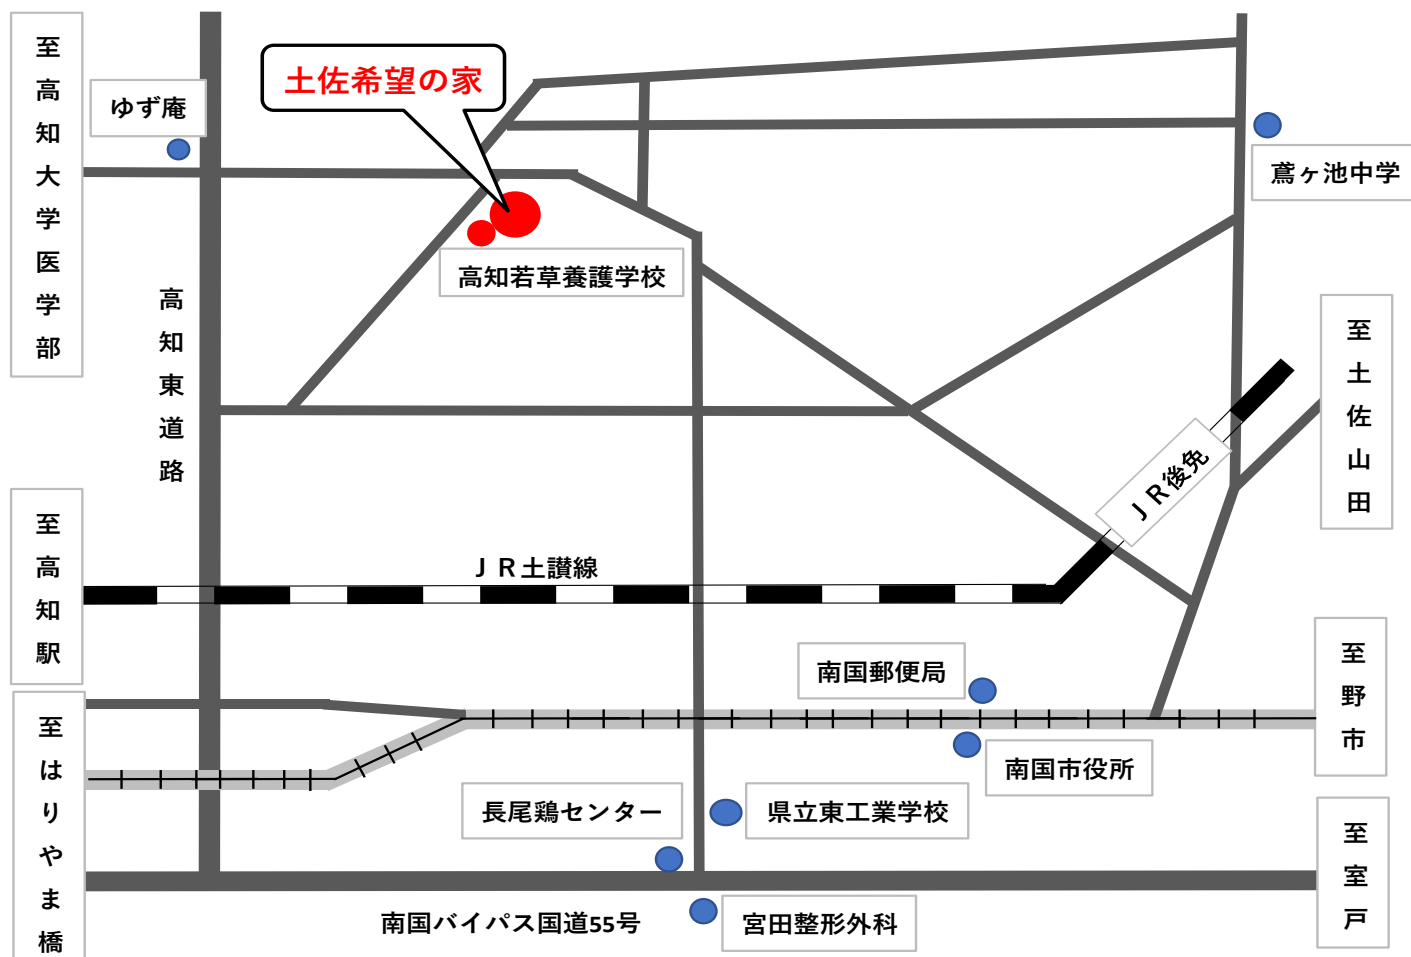 至高知大学医学部
ゆず庵
土佐希望の家
鳶ヶ池中学
高知若草養護学校
高知東道路
至土佐山田
ＪＲ後免
至高知駅
ＪＲ土讃線
南国郵便局
至野市
至はりやま橋
南国市役所
長尾鶏センター
県立東工業学校
至室戸
南国バイパス国道55号
宮田整形外科